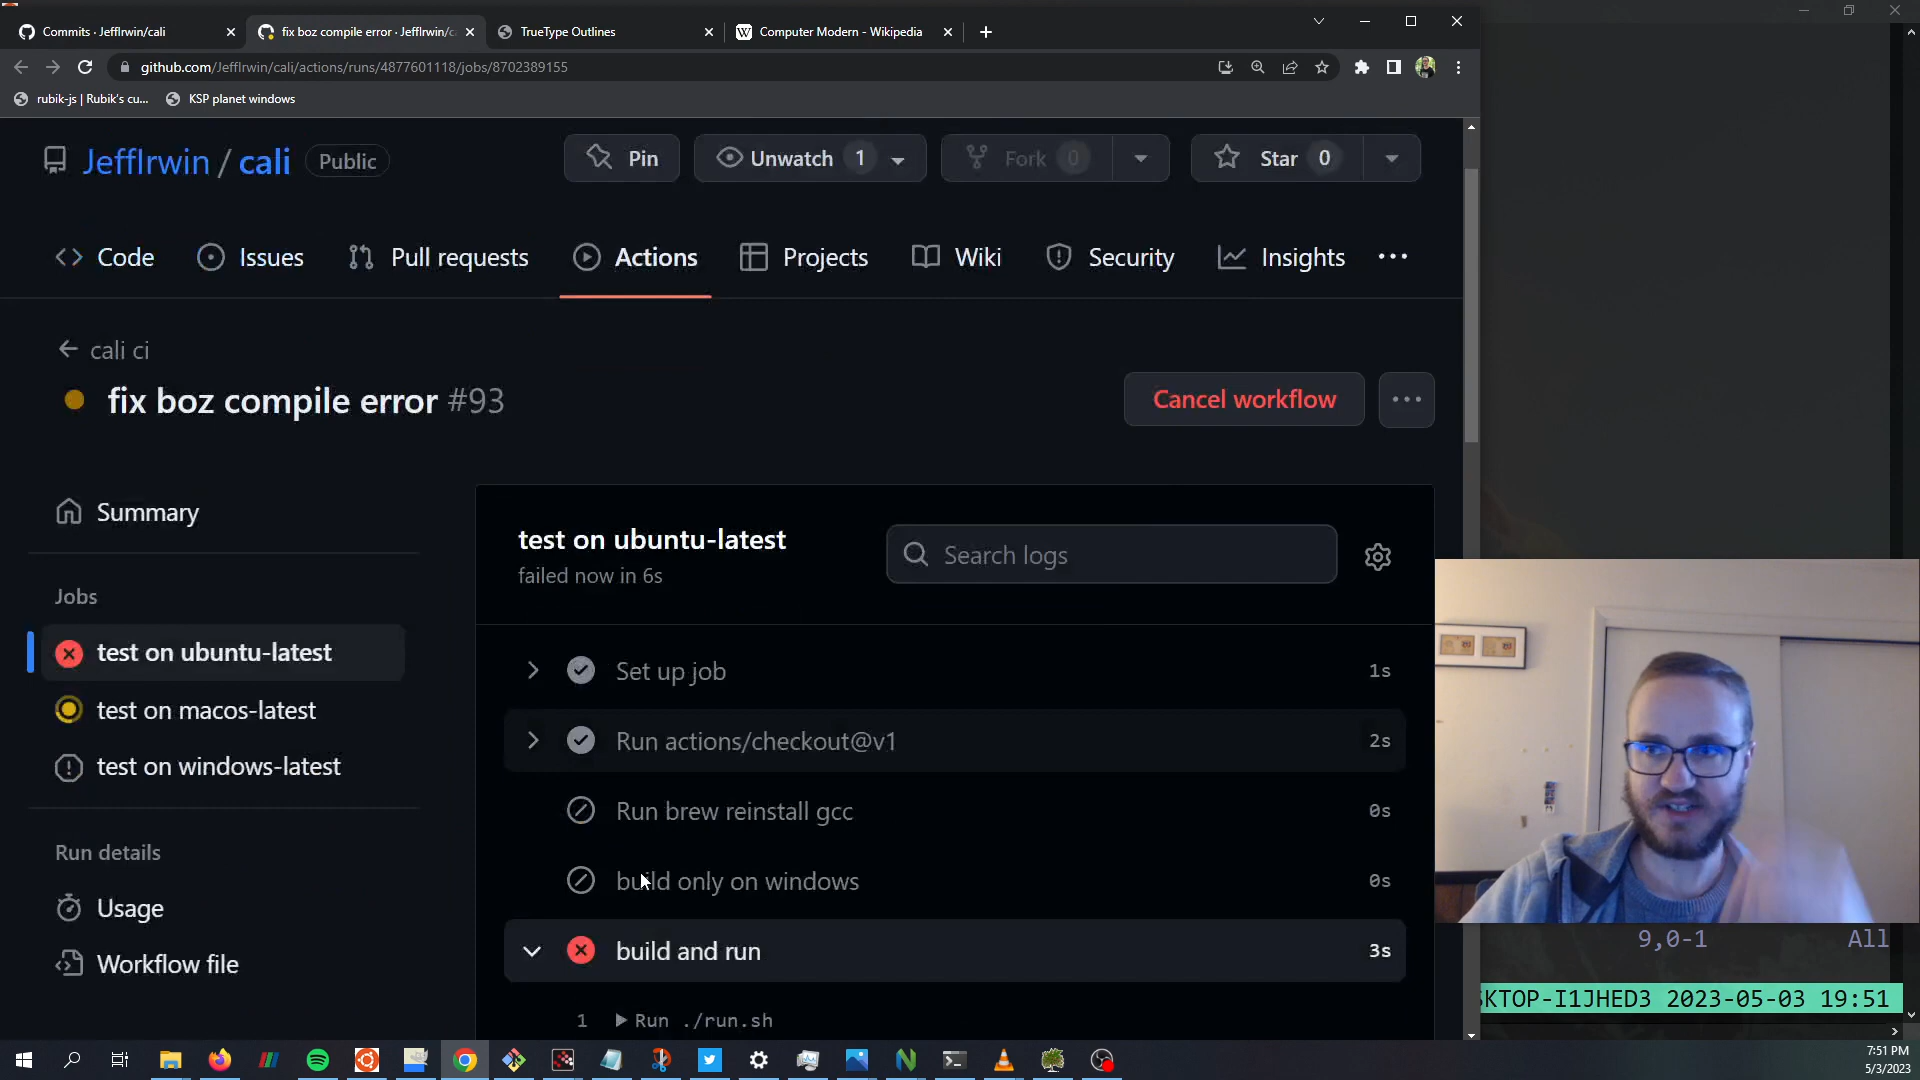 Commits · JeffIrwin/cali
fix boz compile error · JeffIrwin/c
TrueType Outlines
Computer Modern - Wikipedia
github.com/JeffIrwin/cali/actions/runs/4877601118/jobs/8702389155
rubik-js | Rubik's cu...
KSP planet windows
JeffIrwin / cali
Public
Pin
Unwatch 1
Fork 0
Star 0
Code
Issues
Pull requests
Actions
Projects
Wiki
Security
Insights
cali ci
fix boz compile error #93
Cancel workflow
Summary
Jobs
test on ubuntu-latest
test on macos-latest
test on windows-latest
Run details
Usage
Workflow file
test on ubuntu-latest
failed now in 6s
Search logs
Set up job 1s
Run actions/checkout@v1 2s
Run brew reinstall gcc 0s
build only on windows 0s
build and run 3s
1 Run ./run.sh
9,0-1 All
SKTOP-I1JHED3 2023-05-03 19:51
7:51 PM
5/3/2023